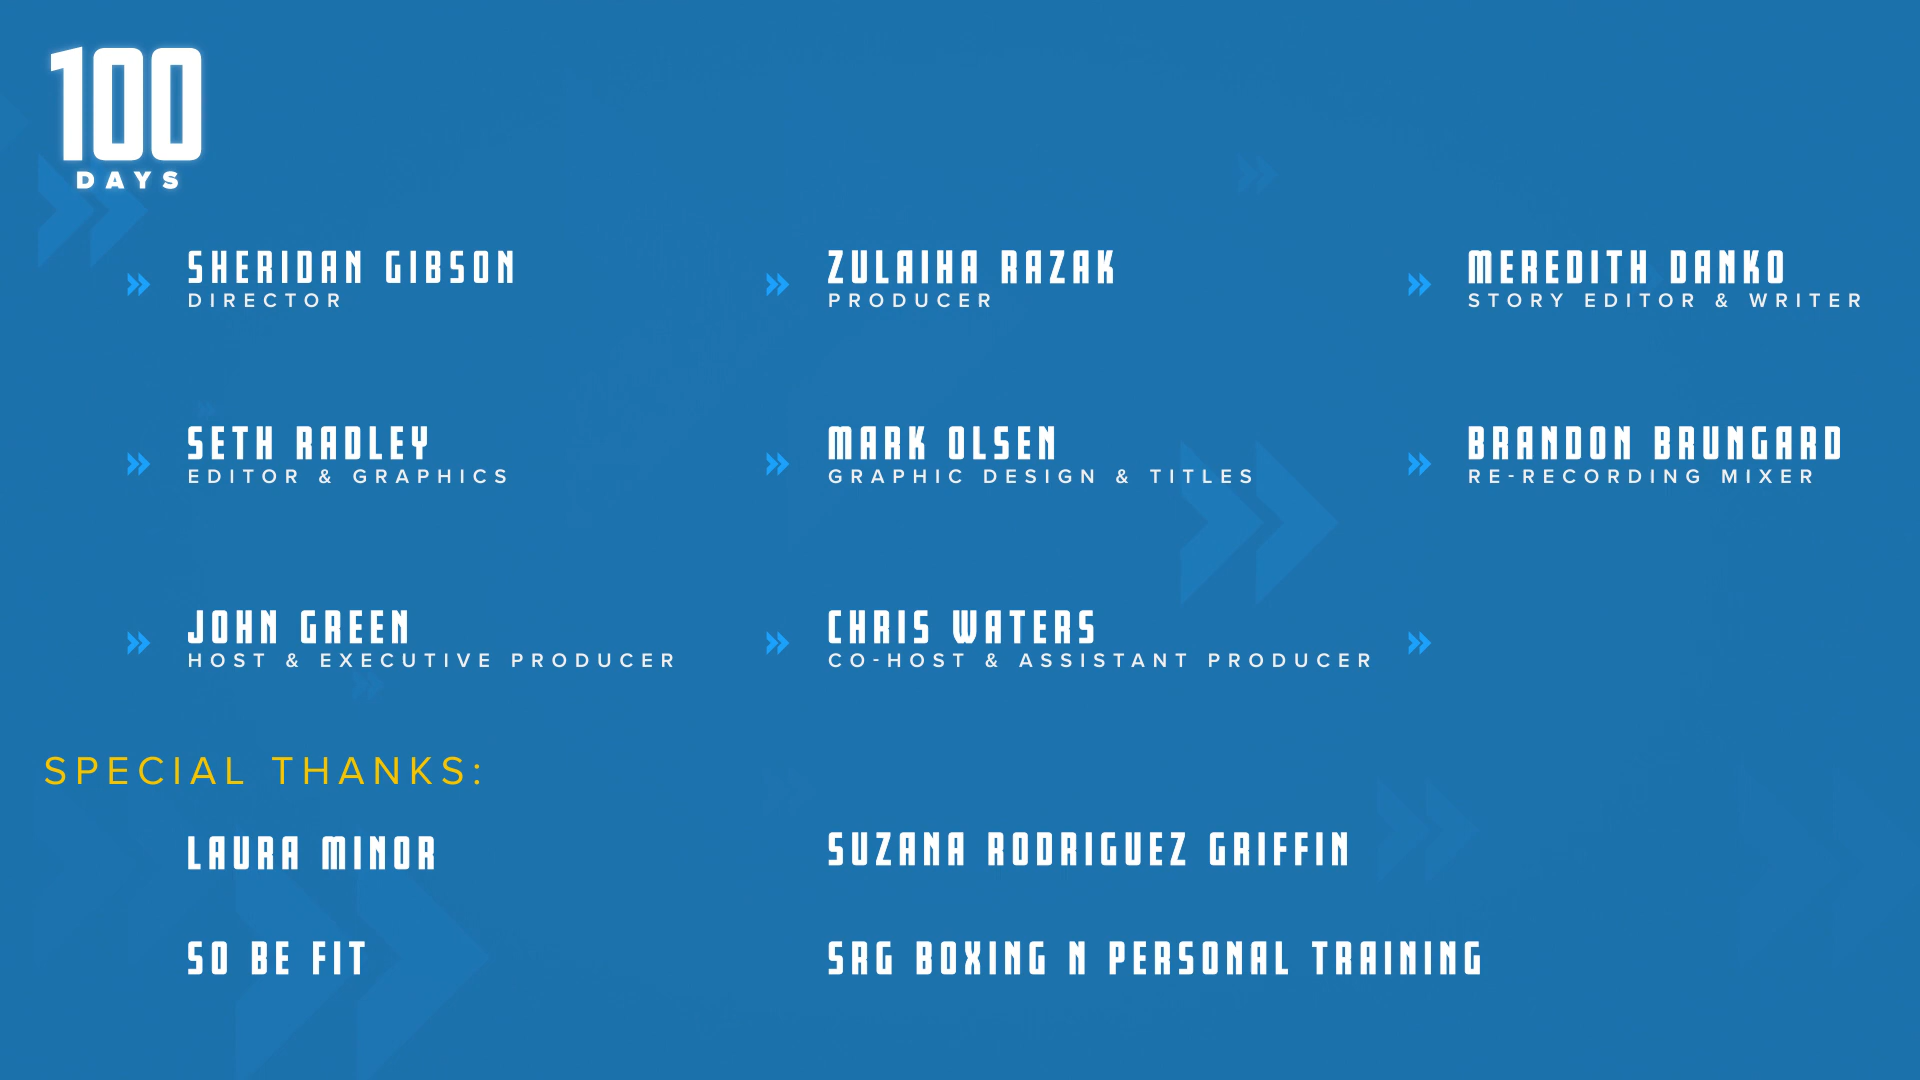 100
DAYS
SHERIDAN GIBSON
DIRECTOR
ZULAIHA RAZAK
PRODUCER
MEREDITH DANKO
STORY EDITOR & WRITER
SETH RADLEY
EDITOR & GRAPHICS
MARK OLSEN
GRAPHIC DESIGN & TITLES
BRANDON BRUNGARD
RE-RECORDING MIXER
JOHN GREEN
HOST & EXECUTIVE PRODUCER
CHRIS WATERS
CO-HOST & ASSISTANT PRODUCER
SPECIAL THANKS:
LAURA MINOR
SUZANA RODRIGUEZ GRIFFIN
SO BE FIT
SRG BOXING N PERSONAL TRAINING